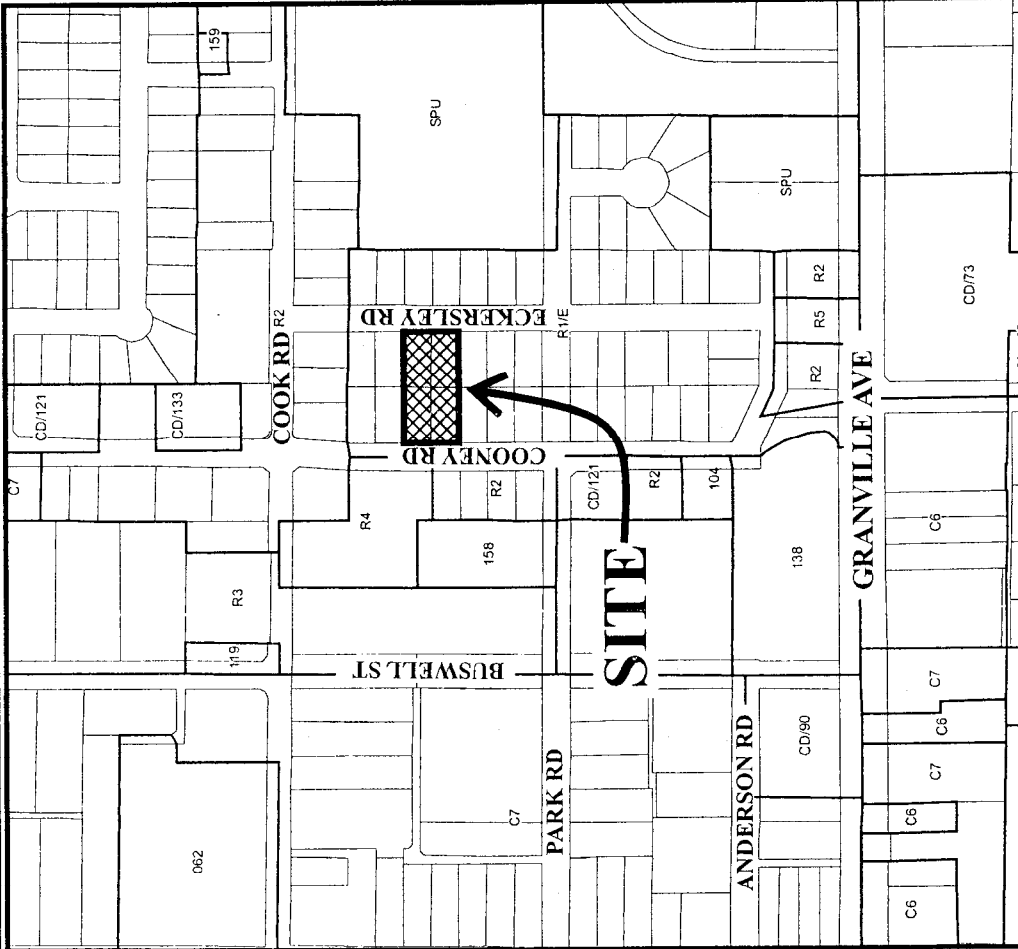 C7
CD/121
CD/133
062
159
119
R3
COOK RD
R2
R4
BUSWELL ST
SPU
COONEY RD
ECKERSLEY RD
158
R2
C7
PARK RD
R1/E
CD/121
SITE
R2
104
ANDERSON RD
SPU
CD/90
138
R2
R5
R2
GRANVILLE AVE
C6
C6
C7
C6
C7
C6
CD/73